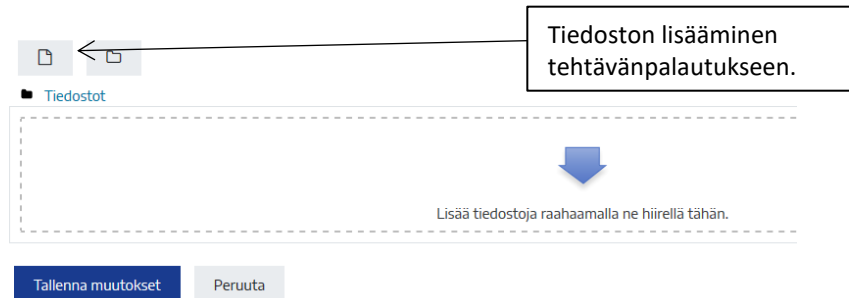 Tiedoston lisääminen
tehtävänpalautukseen.
Tiedostot
Lisää tiedostoja raahaamalla ne hiirellä tähän.
Tallenna muutokset
Peruuta